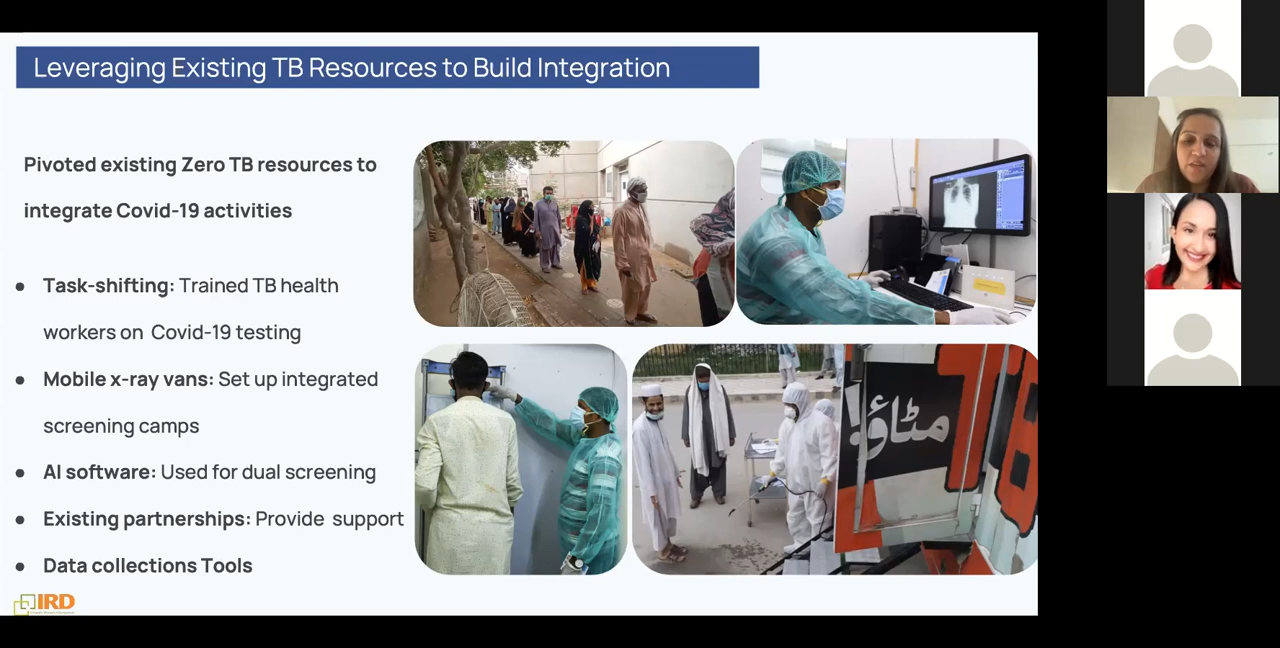 Leveraging Existing TB Resources to Build Integration
Pivoted existing Zero TB resources to
integrate Covid-19 activities
● Task-shifting: Trained TB health
workers on Covid-19 testing
● Mobile x-ray vans: Set up integrated
screening camps
● AI software: Used for dual screening
● Existing partnerships: Provide support
● Data collections Tools
مٹاؤ!
TB
IRD